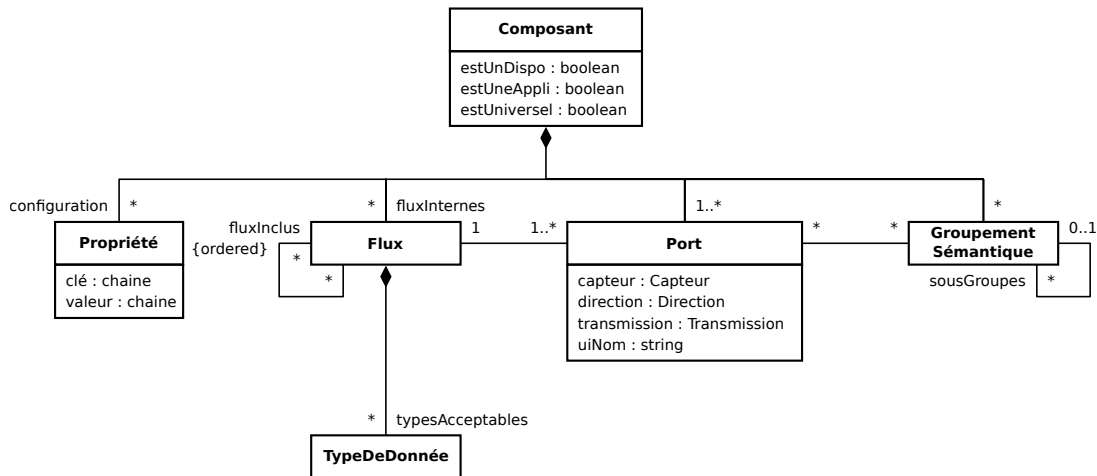 Composant
estUnDispo : boolean
estUneAppli : boolean
estUniversel : boolean
configuration
*
*
fluxInternes
1..*
*
fluxInclus
{ordered}
*
*
1
1..*
*
*
0..1
Propriété
clé : chaine
valeur : chaine
Flux
Port
capteur : Capteur
direction : Direction
transmission : Transmission
uiNom : string
Groupement
Sémantique
sousGroupes
*
*
typesAcceptables
TypeDeDonnée